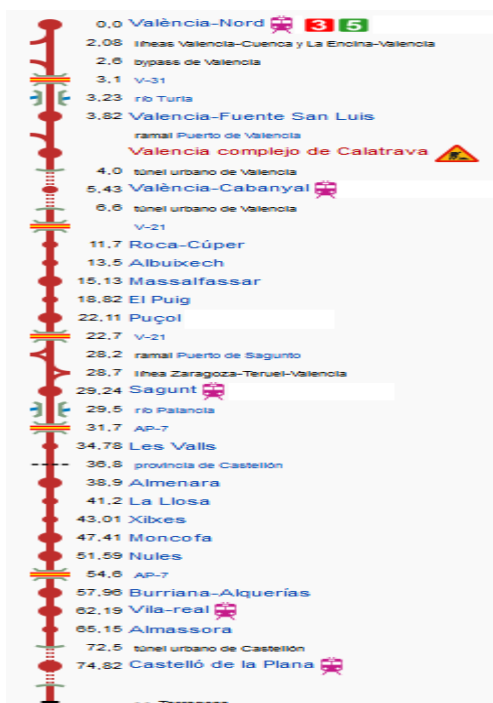 0,0 València-Nord 3 5
2,08 líneas Valencia-Cuenca y La Encina-Valencia
2,6 bypass de Valencia
3,1 V-31
3,23 río Turia
3,82 Valencia-Fuente San Luis
ramal Puerto de Valencia
Valencia complejo de Calatrava
4,0 túnel urbano de Valencia
5,43 València-Cabanyal
6,6 túnel urbano de Valencia
V-21
11,7 Roca-Cúper
13,5 Albuixech
15,13 Massalfassar
18,82 El Puig
22,11 Puçol
22,7 V-21
28,2 ramal Puerto de Sagunto
28,7 línea Zaragoza-Teruel-Valencia
29,24 Sagunt
29,5 río Palancia
31,7 AP-7
34,78 Les Valls
36,8 provincia de Castellón
38,9 Almenara
41,2 La Llosa
43,01 Xilxes
47,41 Moncofa
51,59 Nules
54,6 AP-7
57,96 Burriana-Alquerías
62,19 Vila-real
65,15 Almassora
72,5 túnel urbano de Castellón
74,82 Castelló de la Plana